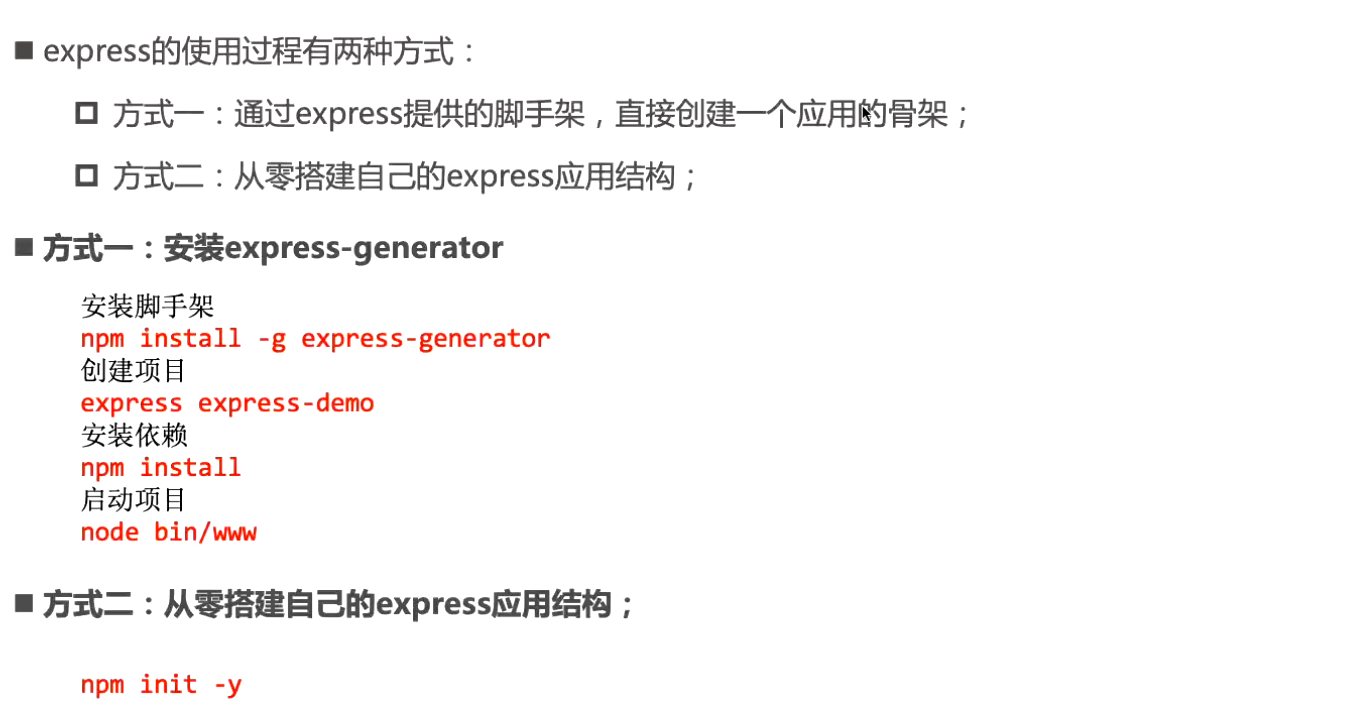 express的使用过程有两种方式：
方式一：通过express提供的脚手架，直接创建一个应用的骨架；
方式二：从零搭建自己的express应用结构；
方式一：安装express-generator
安装脚手架
npm install -g express-generator
创建项目
express express-demo
安装依赖
npm install
启动项目
node bin/www
方式二：从零搭建自己的express应用结构；
npm init -y